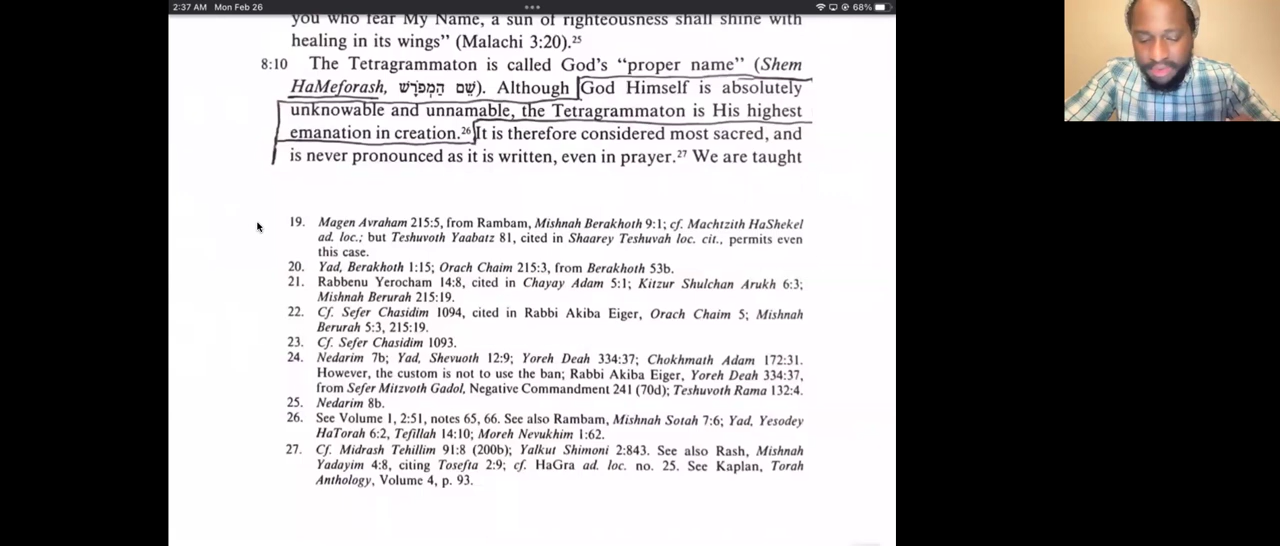 2:37 AM Mon Feb 26
68%
you who fear My Name, a sun of righteousness shall shine with
healing in its wings” (Malachi 3:20).²⁵
8:10 The Tetragrammaton is called God’s “proper name” (Shem
HaMeforash, שֵׁם הַמְּפֹרָשׁ). Although God Himself is absolutely
unknowable and unnamable, the Tetragrammaton is His highest
emanation in creation.²⁶ It is therefore considered most sacred, and
is never pronounced as it is written, even in prayer.²⁷ We are taught
19. Magen Avraham 215:5, from Rambam, Mishnah Berakhoth 9:1; cf. Machtzith HaShekel
ad. loc.; but Teshuvoth Yaabatz 81, cited in Shaarey Teshuvah loc. cit., permits even
this case.
20. Yad, Berakhoth 1:15; Orach Chaim 215:3, from Berakhoth 53b.
21. Rabbenu Yerocham 14:8, cited in Chayay Adam 5:1; Kitzur Shulchan Arukh 6:3;
Mishnah Berurah 215:19.
22. Cf. Sefer Chasidim 1094, cited in Rabbi Akiba Eiger, Orach Chaim 5; Mishnah
Berurah 5:3, 215:19.
23. Cf. Sefer Chasidim 1093.
24. Nedarim 7b; Yad, Shevuoth 12:9; Yoreh Deah 334:37; Chokhmath Adam 172:31.
However, the custom is not to use the ban; Rabbi Akiba Eiger, Yoreh Deah 334:37,
from Sefer Mitzvoth Gadol, Negative Commandment 241 (70d); Teshuvoth Rama 132:4.
25. Nedarim 8b.
26. See Volume 1, 2:51, notes 65, 66. See also Rambam, Mishnah Sotah 7:6; Yad, Yesodey
HaTorah 6:2, Tefillah 14:10; Moreh Nevukhim 1:62.
27. Cf. Midrash Tehillim 91:8 (200b); Yalkut Shimoni 2:843. See also Rash, Mishnah
Yadayim 4:8, citing Tosefta 2:9; cf. HaGra ad. loc. no. 25. See Kaplan, Torah
Anthology, Volume 4, p. 93.